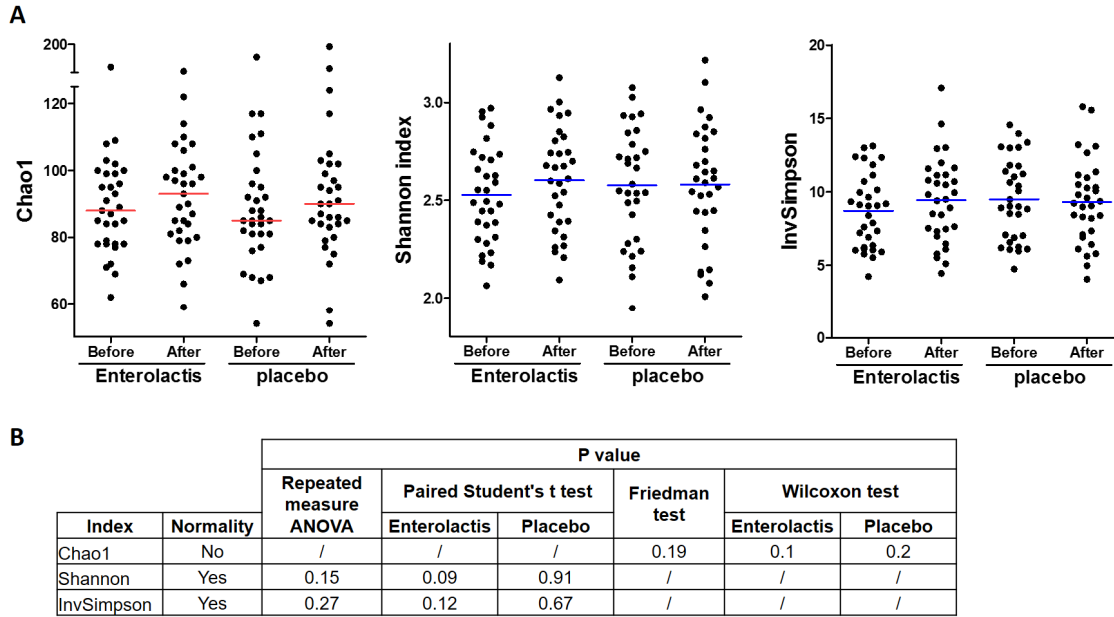 A
Chao1
200
120
100
80
60
Before After Before After
Enterolactis placebo
Shannon index
3.0
2.5
2.0
Before After Before After
Enterolactis placebo
InvSimpson
20
15
10
5
0
Before After Before After
Enterolactis placebo
B
P value
Index Normality Repeated measure ANOVA Paired Student's t test Friedman test Wilcoxon test
Enterolactis Placebo Enterolactis Placebo
Chao1 No / / / 0.19 0.1 0.2
Shannon Yes 0.15 0.09 0.91 / / /
InvSimpson Yes 0.27 0.12 0.67 / / /